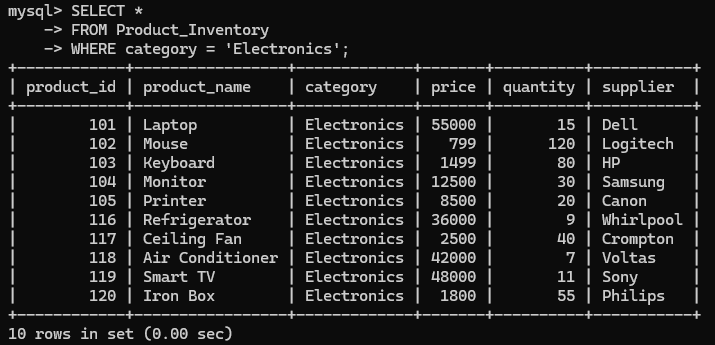 mysql> SELECT *
    -> FROM Product_Inventory
    -> WHERE category = 'Electronics';
+------------+-----------------+-------------+-------+----------+-----------+
| product_id | product_name    | category    | price | quantity | supplier  |
+------------+-----------------+-------------+-------+----------+-----------+
|        101 | Laptop          | Electronics | 55000 |       15 | Dell      |
|        102 | Mouse           | Electronics |   799 |      120 | Logitech  |
|        103 | Keyboard        | Electronics |  1499 |       80 | HP        |
|        104 | Monitor         | Electronics | 12500 |       30 | Samsung   |
|        105 | Printer         | Electronics |  8500 |       20 | Canon     |
|        116 | Refrigerator    | Electronics | 36000 |        9 | Whirlpool |
|        117 | Ceiling Fan     | Electronics |  2500 |       40 | Crompton  |
|        118 | Air Conditioner | Electronics | 42000 |        7 | Voltas    |
|        119 | Smart TV        | Electronics | 48000 |       11 | Sony      |
|        120 | Iron Box        | Electronics |  1800 |       55 | Philips   |
+------------+-----------------+-------------+-------+----------+-----------+
10 rows in set (0.00 sec)